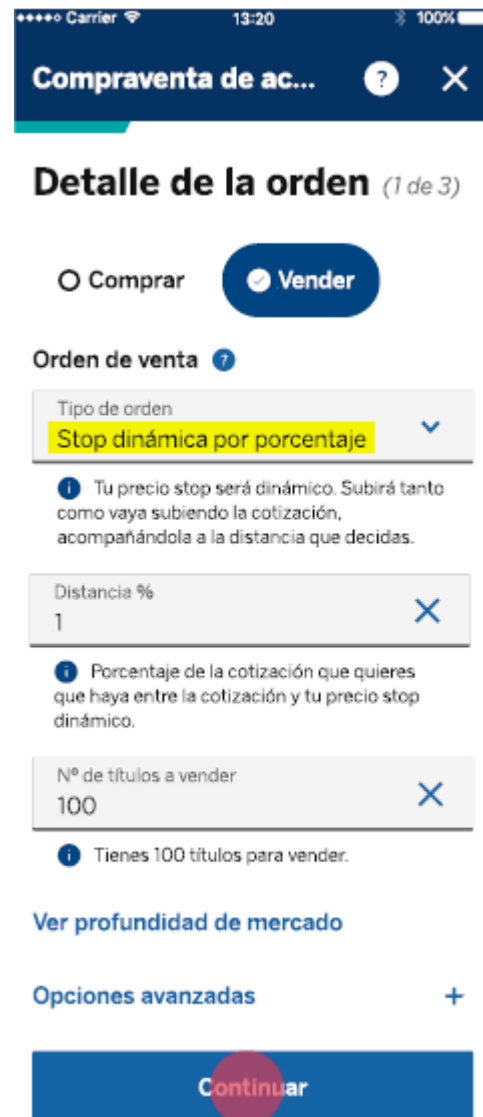 Carrier 13:20 100%
Compraventa de ac... ?
Detalle de la orden (1 de 3)
Comprar Vender
Orden de venta ?
Tipo de orden
Stop dinámica por porcentaje
Tu precio stop será dinámico. Subirá tanto
como vaya subiendo la cotización,
acompañándola a la distancia que decidas.
Distancia %
1
Porcentaje de la cotización que quieres
que haya entre la cotización y tu precio stop
dinámico.
Nº de títulos a vender
100
Tienes 100 títulos para vender.
Ver profundidad de mercado
Opciones avanzadas +
Continuar